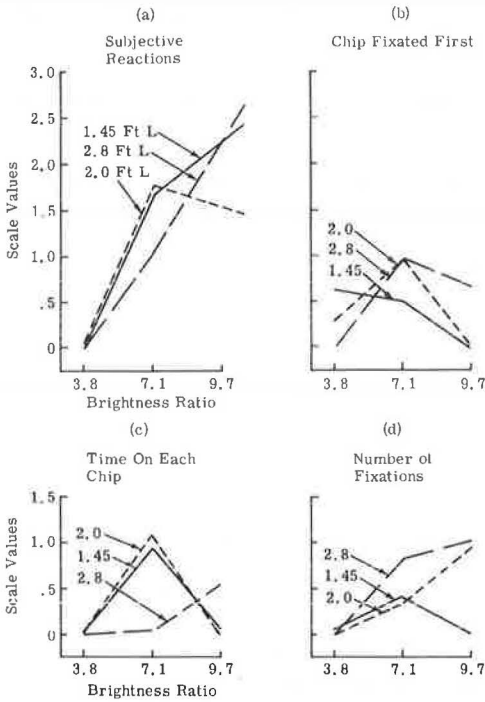 (a)
Subjective
Reactions
3.0
2.5
2.0
1.5
1.0
.5
0
Scale Values
1.45 Ft L
2.8 Ft L
2.0 Ft L
3.8
7.1
9.7
Brightness Ratio
(b)
Chip Fixated First
2.0
2.8
1.45
3.8
7.1
9.7
(c)
Time On Each
Chip
1.5
1.0
.5
0
Scale Values
2.0
1.45
2.8
3.8
7.1
9.7
Brightness Ratio
(d)
Number of
Fixations
2.8
1.45
2.0
3.8
7.1
9.7